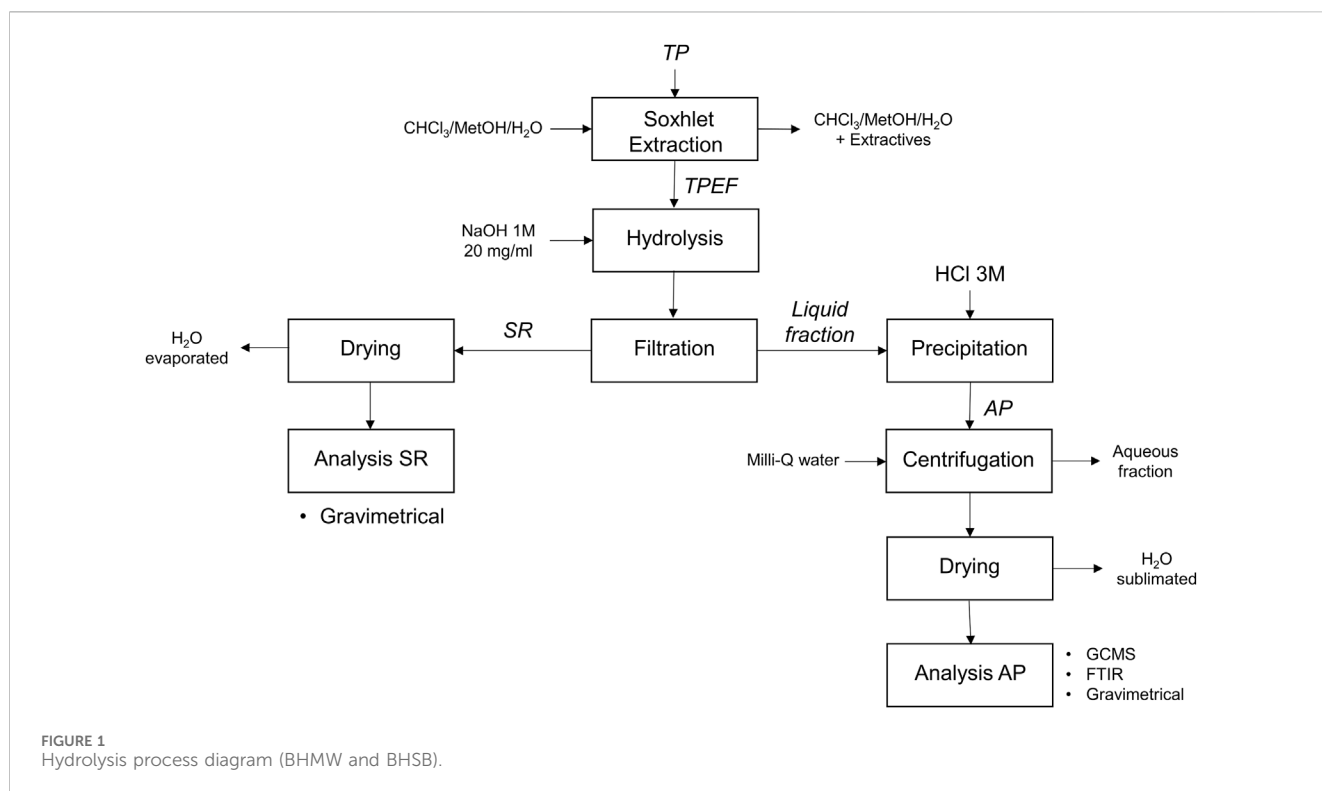 TP
CHCl₃/MeOH/H₂O
Soxhlet
Extraction
CHCl₃/MeOH/H₂O
+ Extractives
TPEF
NaOH 1M
20 mg/ml
Hydrolysis
HCl 3M
H₂O
evaporated
Drying
SR
Filtration
Liquid
fraction
Precipitation
AP
Analysis SR
• Gravimetrical
Milli-Q water
Centrifugation
Aqueous
fraction
Drying
H₂O
sublimated
Analysis AP
• GCMS
• FTIR
• Gravimetrical
FIGURE 1
Hydrolysis process diagram (BHMW and BHSB).